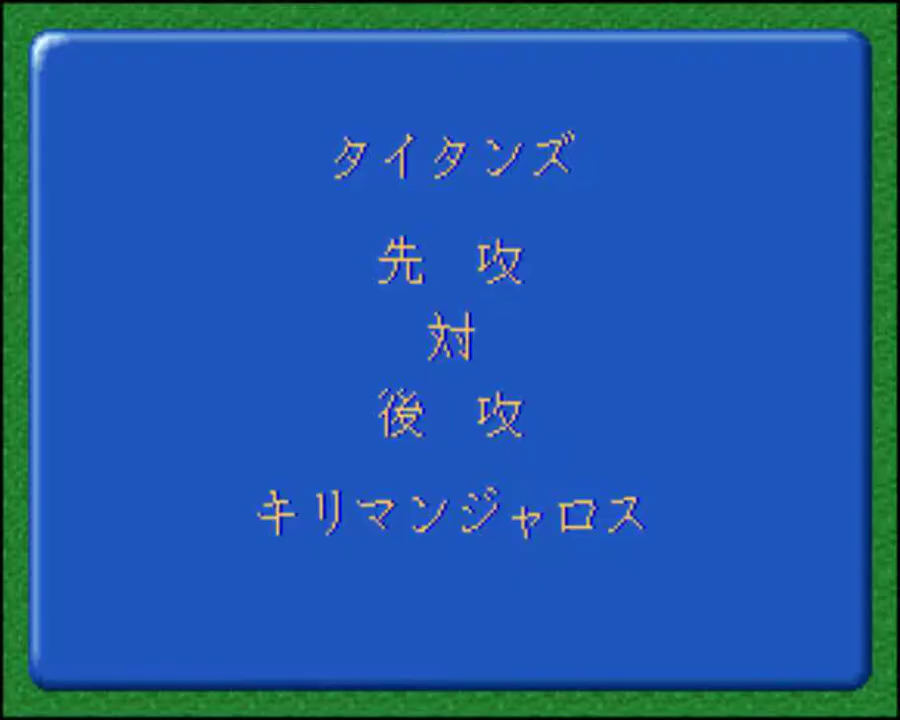 タイタンズ
先　攻
対
後　攻
キリマンジャロス